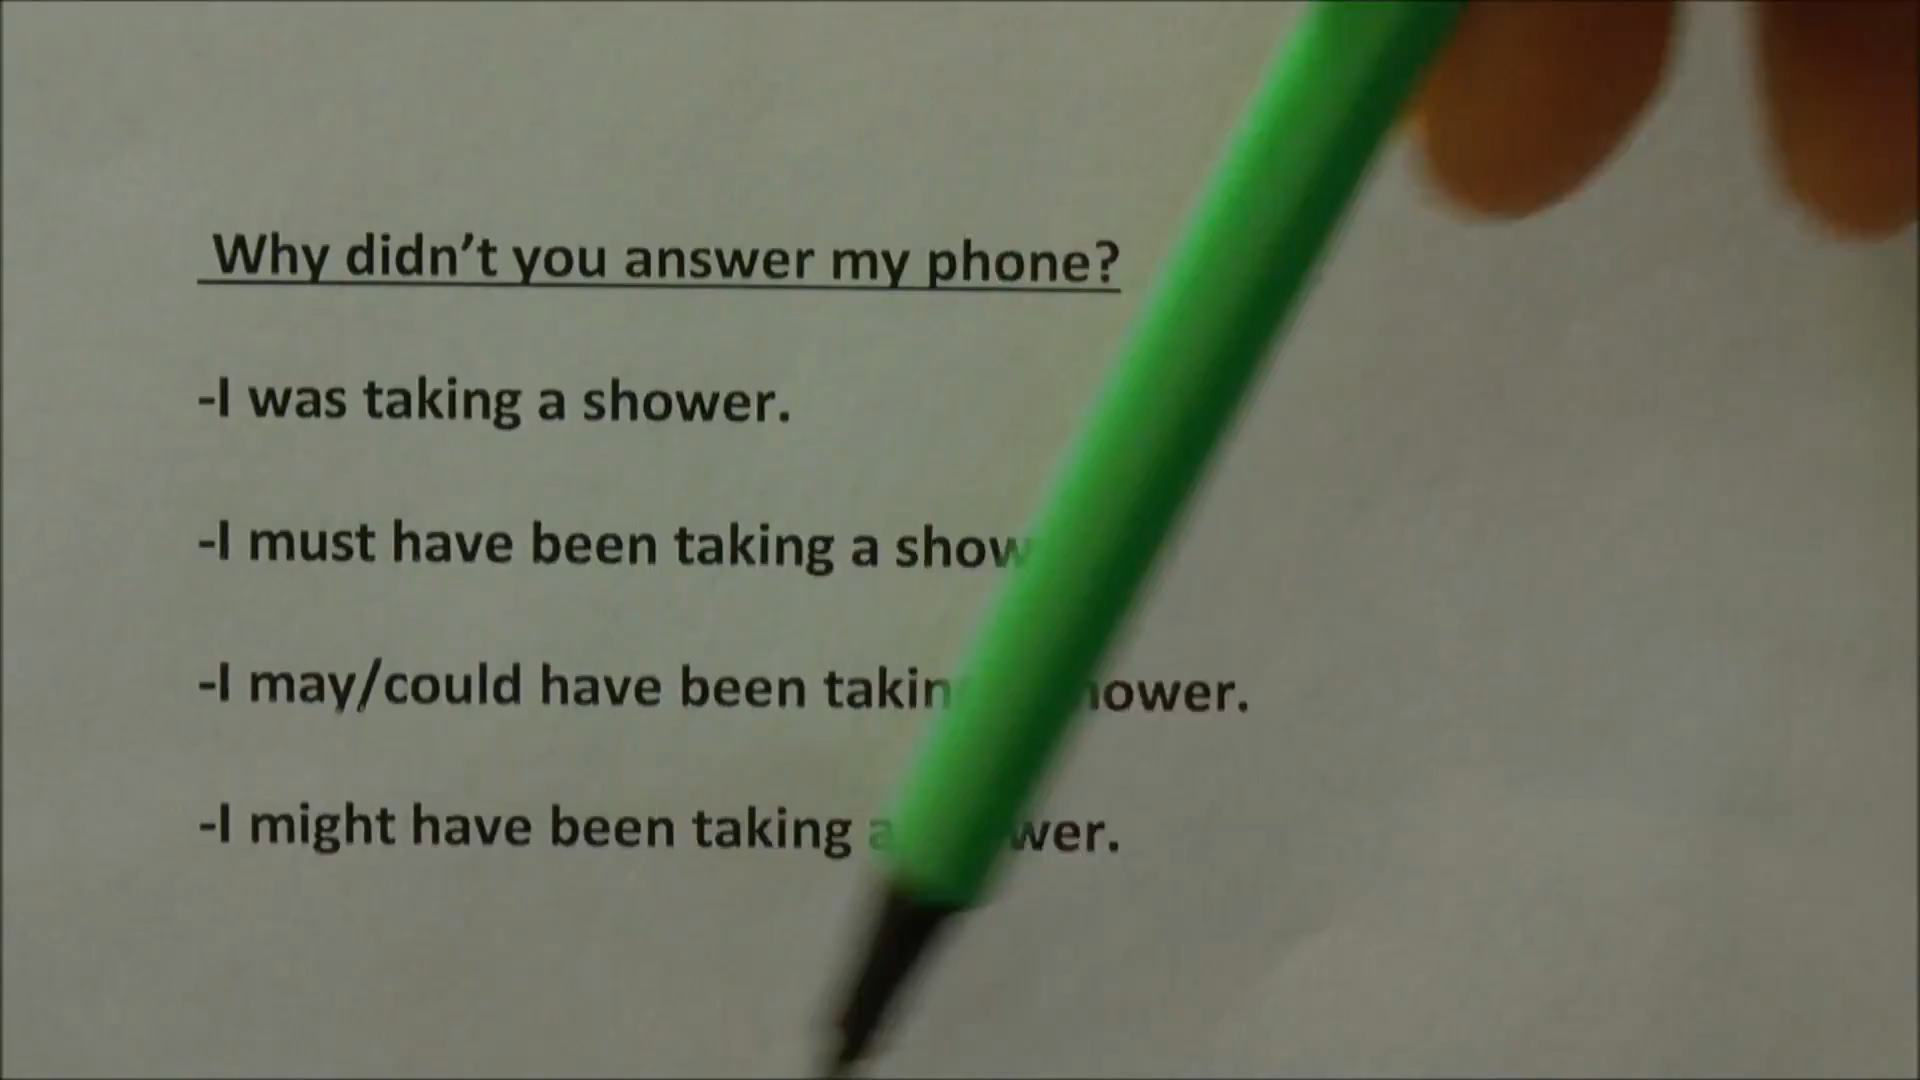 Why didn't you answer my phone?
-I was taking a shower.
-I must have been taking a
-I may/could have been
-I might have been taking